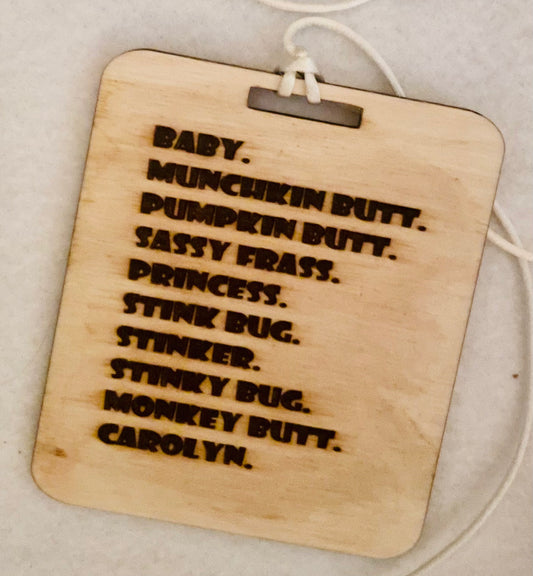 BABY.
MUNCHKIN BUTT.
PUMPKIN BUTT.
SASSY FRASS.
PRINCESS.
STINK BUG.
STINKER.
STINKY BUG.
MONKEY BUTT.
CAROLYN.